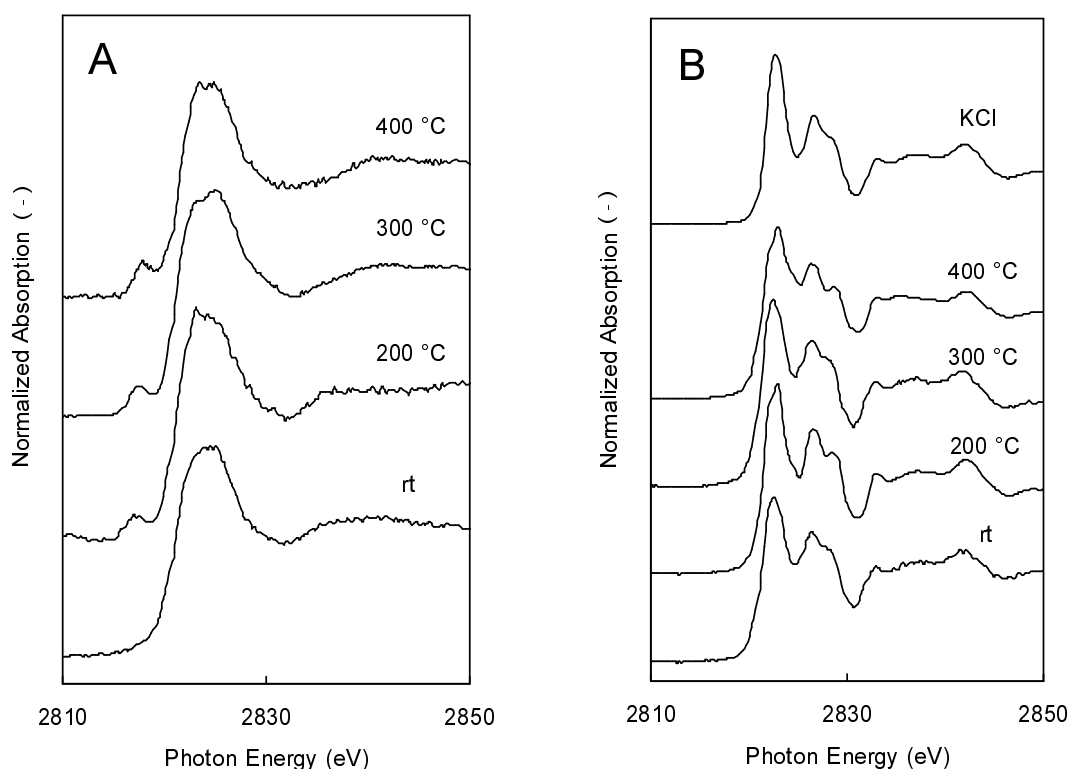 A
400 °C
300 °C
200 °C
rt
Normalized Absorption ( - )
2810
2830
2850
Photon Energy (eV)
B
KCl
400 °C
300 °C
200 °C
rt
Normalized Absorption ( - )
2810
2830
2850
Photon Energy (eV)